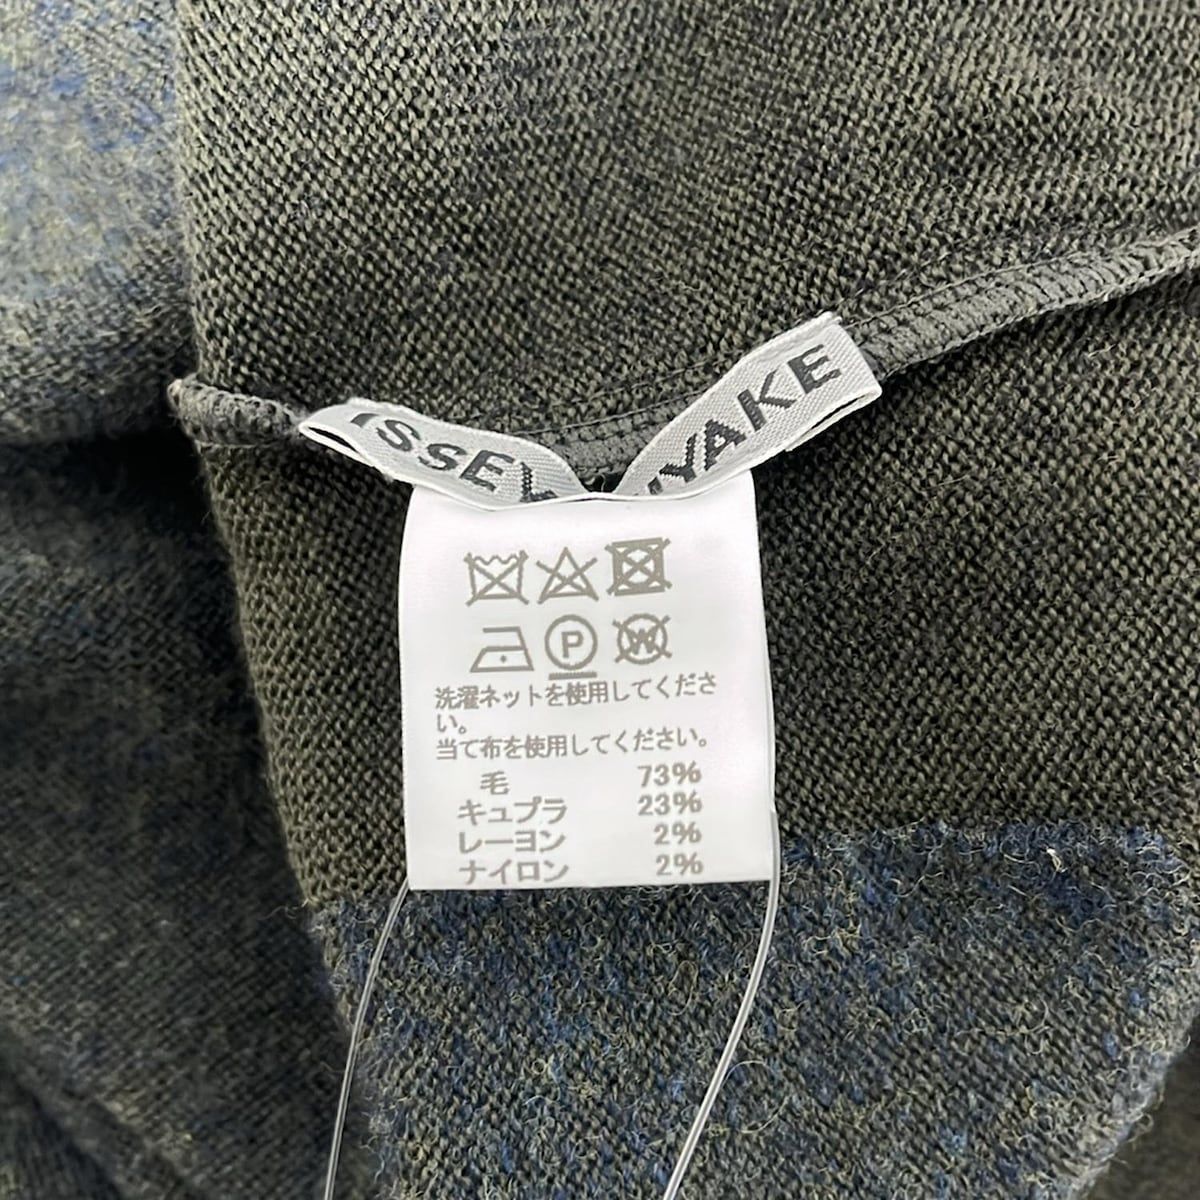 ISSEY MIYAKE
P W
洗濯ネットを使用してくださ
い。
当て布を使用してください。
毛 73%
キュプラ 23%
レーヨン 2%
ナイロン 2%